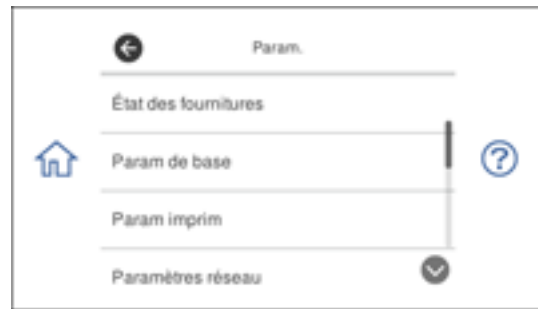 Param.
État des fournitures
Param de base
Param imprim
Paramètres réseau